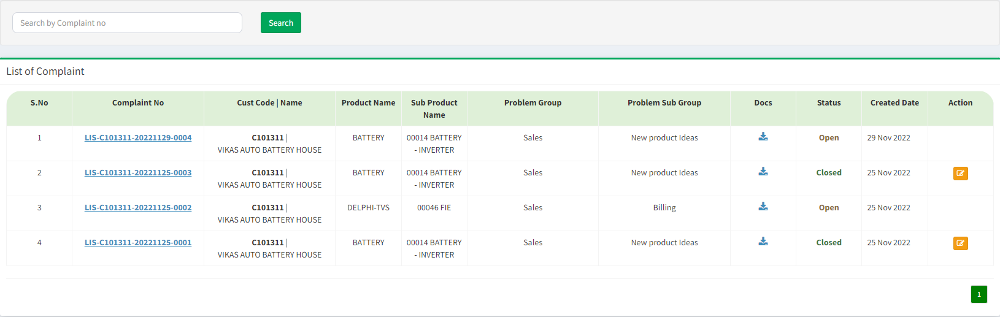 Search by Complaint no
Search
List of Complaint
S.No Complaint No Cust Code | Name Product Name Sub Product Name Problem Group Problem Sub Group Docs Status Created Date Action
1 LIS-C101311-20221129-0004 C101311 | VIKAS AUTO BATTERY HOUSE BATTERY 00014 BATTERY - INVERTER Sales New product Ideas Open 29 Nov 2022
2 LIS-C101311-20221125-0003 C101311 | VIKAS AUTO BATTERY HOUSE BATTERY 00014 BATTERY - INVERTER Sales New product Ideas Closed 25 Nov 2022
3 LIS-C101311-20221125-0002 C101311 | VIKAS AUTO BATTERY HOUSE DELPHI-TVS 00046 FIE Sales Billing Open 25 Nov 2022
4 LIS-C101311-20221125-0001 C101311 | VIKAS AUTO BATTERY HOUSE BATTERY 00014 BATTERY - INVERTER Sales New product Ideas Closed 25 Nov 2022
1